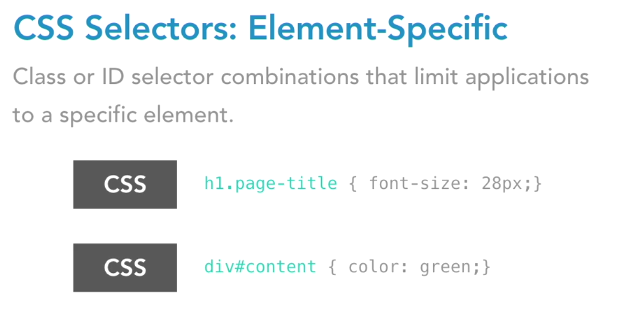 CSS Selectors: Element-Specific
Class or ID selector combinations that limit applications
to a specific element.
CSS h1.page-title { font-size: 28px;}
CSS div#content { color: green;}